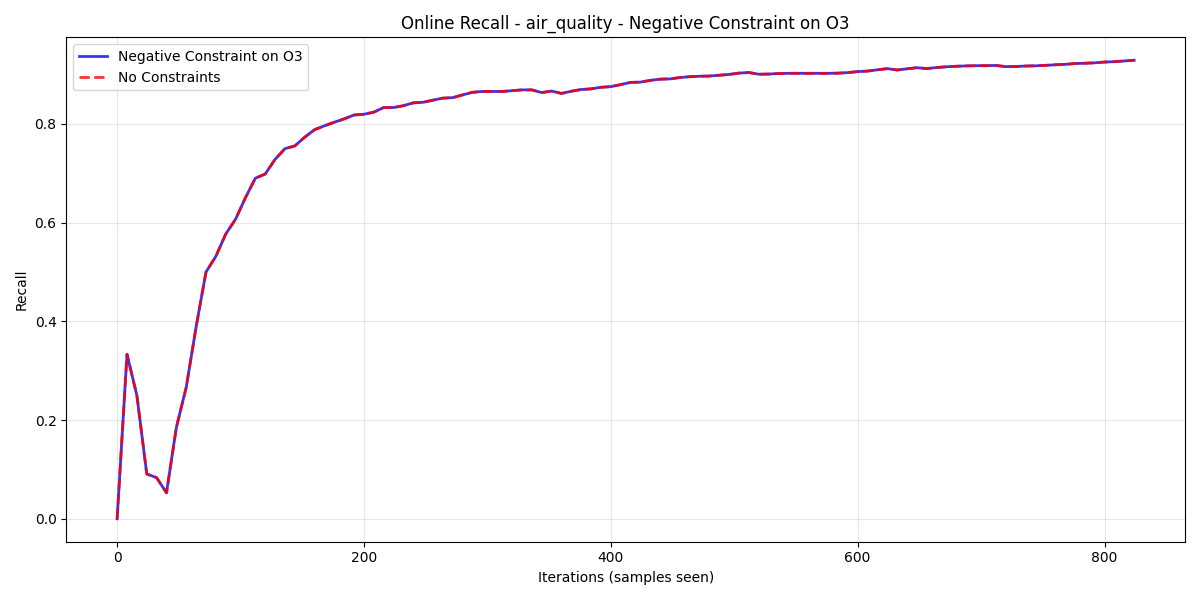 Online Recall - air_quality - Negative Constraint on O3
Negative Constraint on O3
No Constraints
Recall
0.8
0.6
0.4
0.2
0.0
0 200 400 600 800
Iterations (samples seen)